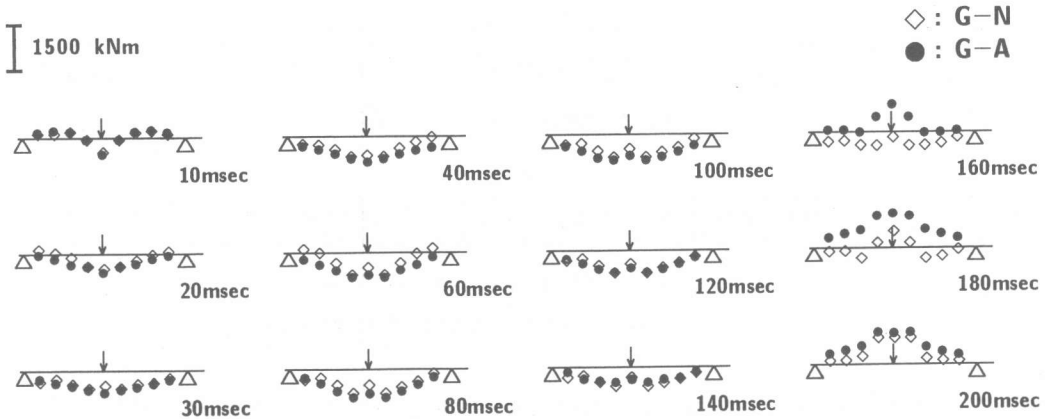 1500 kNm
◇ : G-N
● : G-A
10msec
40msec
100msec
160msec
20msec
60msec
120msec
180msec
30msec
80msec
140msec
200msec